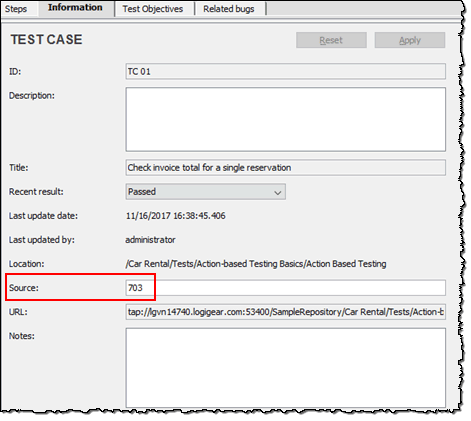 Steps Information Test Objectives Related bugs
TEST CASE Reset Apply
ID: TC 01
Description:
Title: Check invoice total for a single reservation
Recent result: Passed
Last update date: 11/16/2017 16:38:45.406
Last updated by: administrator
Location: /Car Rental/Tests/Action-based Testing Basics/Action Based Testing
Source: 703
URL: tap://lgvn14740.logigear.com:53400/SampleRepository/Car Rental/Tests/Action-b
Notes: